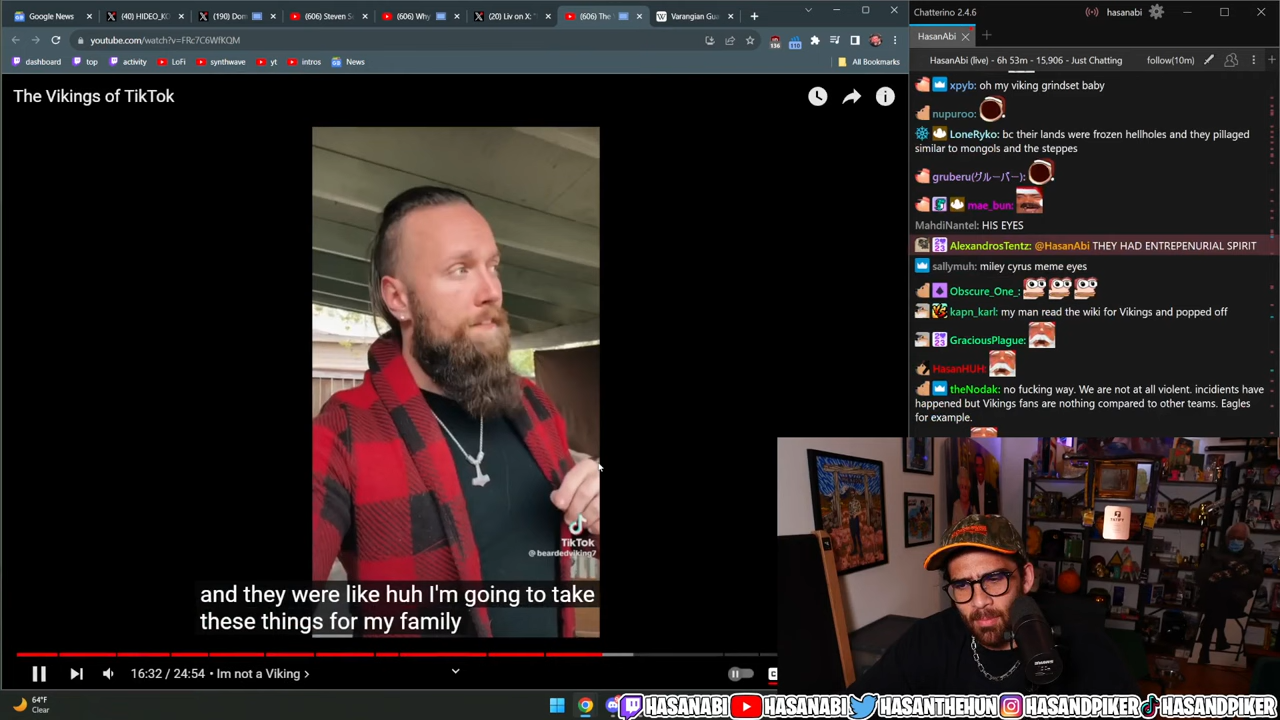 (40) HIDEO_KO
(190) Dom
(606) Steven S
(606) Why
(20) Liv on X: "
(606) The
Varangian Gua
Chatterino 2.4.6
hasanabi
youtube.com/watch?v=FRc7C6WfKQM
136
110
HasanAbi
dashboard
top
activity
LoFi
synthwave
yt
intros
News
All Bookmarks
HasanAbi (live) - 6h 53m - 15,906 - Just Chatting
follow(10m)
The Vikings of TikTok
xpyb: oh my viking grindset baby
nupuroo:
LoneRyko: bc their lands were frozen hellholes and they pillaged
similar to mongols and the steppes
gruberu(グルーバー):
mae_bun:
MahdiNantel: HIS EYES
AlexandrosTentz: @HasanAbi THEY HAD ENTREPENURIAL SPIRIT
sallymuh: miley cyrus meme eyes
Obscure_One_:
kapn_karl: my man read the wiki for Vikings and popped off
GraciousPlague:
HasanHUH:
theNodak: no fucking way. We are not at all violent. incidents have
happened but Vikings fans are nothing compared to other teams. Eagles
for example.
TikTok
@beardedviking7
and they were like huh I'm going to take
these things for my family
16:32 / 24:54 • Im not a Viking
64°F
Clear
HASANABI
HASANABI
HASANTHEHUN
HASANDPIKER
HASANDPIKER